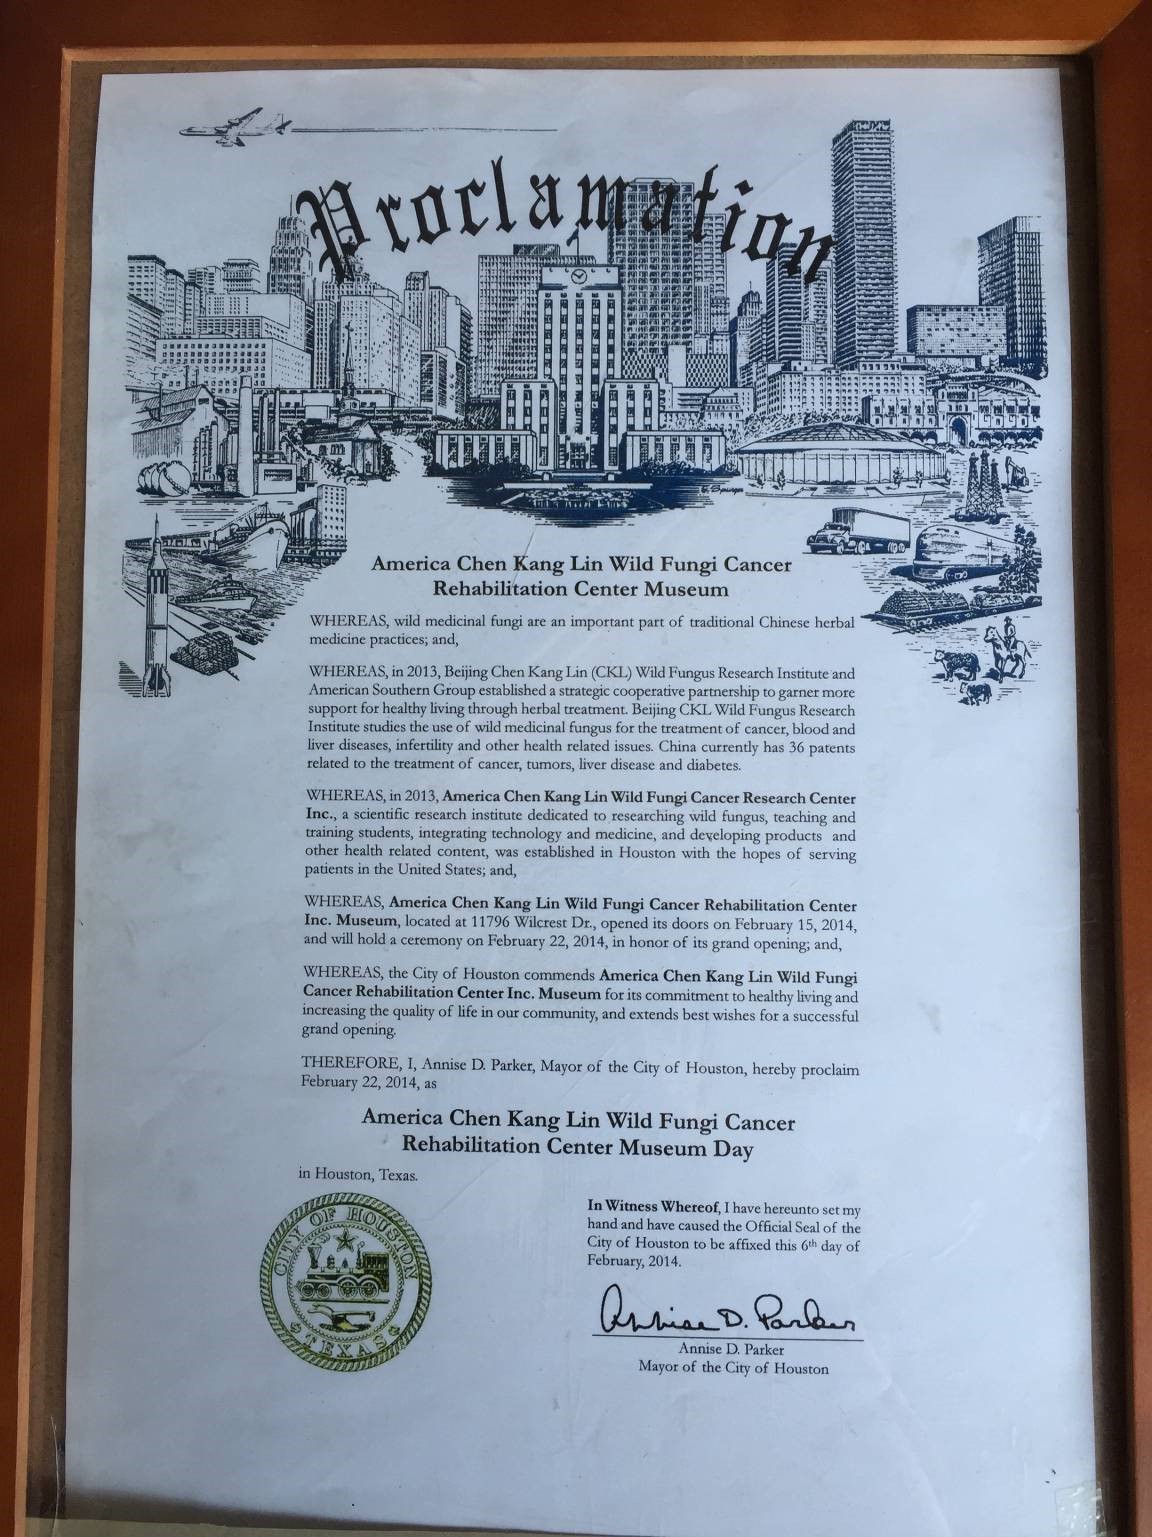 Proclamation
America Chen Kang Lin Wild Fungi Cancer
Rehabilitation Center Museum
WHEREAS, wild medicinal fungi are an important part of traditional Chinese herbal
medicine practices; and,
WHEREAS, in 2013, Beijing Chen Kang Lin (CKL) Wild Fungus Research Institute and
American Southern Group established a strategic cooperative partnership to garner more
support for healthy living through herbal treatment. Beijing CKL Wild Fungus Research
Institute studies the use of wild medicinal fungus for the treatment of cancer, blood and
liver diseases, infertility and other health related issues. China currently has 36 patents
related to the treatment of cancer, tumors, liver disease and diabetes.
WHEREAS, in 2013, America Chen Kang Lin Wild Fungi Cancer Research Center
Inc., a scientific research institute dedicated to researching wild fungus, teaching and
training students, integrating technology and medicine, and developing products and
other health related content, was established in Houston with the hopes of serving
patients in the United States; and,
WHEREAS, America Chen Kang Lin Wild Fungi Cancer Rehabilitation Center
Inc. Museum, located at 11796 Wilcrest Dr., opened its doors on February 15, 2014,
and will hold a ceremony on February 22, 2014, in honor of its grand opening; and,
WHEREAS, the City of Houston commends America Chen Kang Lin Wild Fungi
Cancer Rehabilitation Center Inc. Museum for its commitment to healthy living and
increasing the quality of life in our community, and extends best wishes for a successful
grand opening.
THEREFORE, I, Annise D. Parker, Mayor of the City of Houston, hereby proclaim
February 22, 2014, as
America Chen Kang Lin Wild Fungi Cancer
Rehabilitation Center Museum Day
in Houston, Texas.
CITY OF HOUSTON
TEXAS
In Witness Whereof, I have hereunto set my
hand and have caused the Official Seal of the
City of Houston to be affixed this 6th day of
February, 2014.
Annise D. Parker
Annise D. Parker
Mayor of the City of Houston